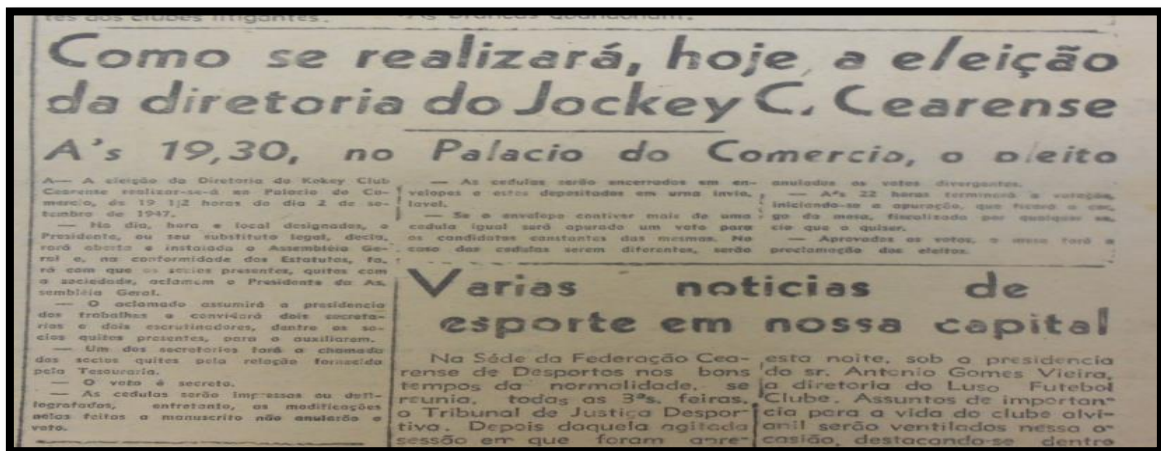 tes aos clubes litigantes.
Como se realizará, hoje, a eleição
da diretoria do Jockey C. Cearense
A's 19,30, no Palacio do Comercio, o pleito
A— A eleição da Diretoria do Kokey Club
Cearense realizar-se-á no Palacio do Co-
mercio, ás 19 1|2 horas do dia 2 de se-
tembro de 1947.
— No dia, hora e local designados, o
Presidente, ou seu substituto legal, decla,
rará aberta e instalada a Assembléia Ge-
ral e, na conformidade dos Estatutos, fa,
rá com que os socios presentes, quites com
a sociedade, aclamem o Presidente da As,
sembléia Geral.
— O aclamado assumirá a presidencia
dos trabalhos e convidará dois secreta-
rios e dois escrutinadores, dentre os so-
cios quites presentes, para o auxiliarem.
— Um dos secretarios fará a chamada
dos socios quites pela relação fornecida
pela Tesouraria.
— O voto é secreto.
— As cedulas serão impressas ou dati-
lografadas, entretanto, as modificações
nelas feitas a manuscrito não anularão o
voto.
— As cedulas serão encerradas em en-
velopes e estes depositados em urna invio,
lavel.
— Se o envelope contiver mais de uma
cedula igual será apurado um voto para
os candidatos constantes das mesmas. No
caso das cedulas serem diferentes, serão
anulados os votos divergentes.
— A's 22 horas terminará a votação,
iniciando-se a apuração, que ficará a car,
go da mesa, fiscalizada por qualquer so,
cio que o quiser.
— Aprovados os votos, a mesa fará a
proclamação dos eleitos.
Varias noticias de
esporte em nossa capital
Na Séde da Federação Cea-
rense de Desportos nos bons
tempos da normalidade, se
reunia, todas as 3ªs. feiras,
o Tribunal de Justiça Despor-
tiva. Depois daquela agitada
sessão em que foram apre-
esta noite, sob a presidencia
do sr. Antonio Gomes Vieira,
a diretoria do Luso Futebol
Clube. Assuntos de importan-
cia para a vida do clube alvi-
anil serão ventilados nessa o-
casião, destacando-se dentre